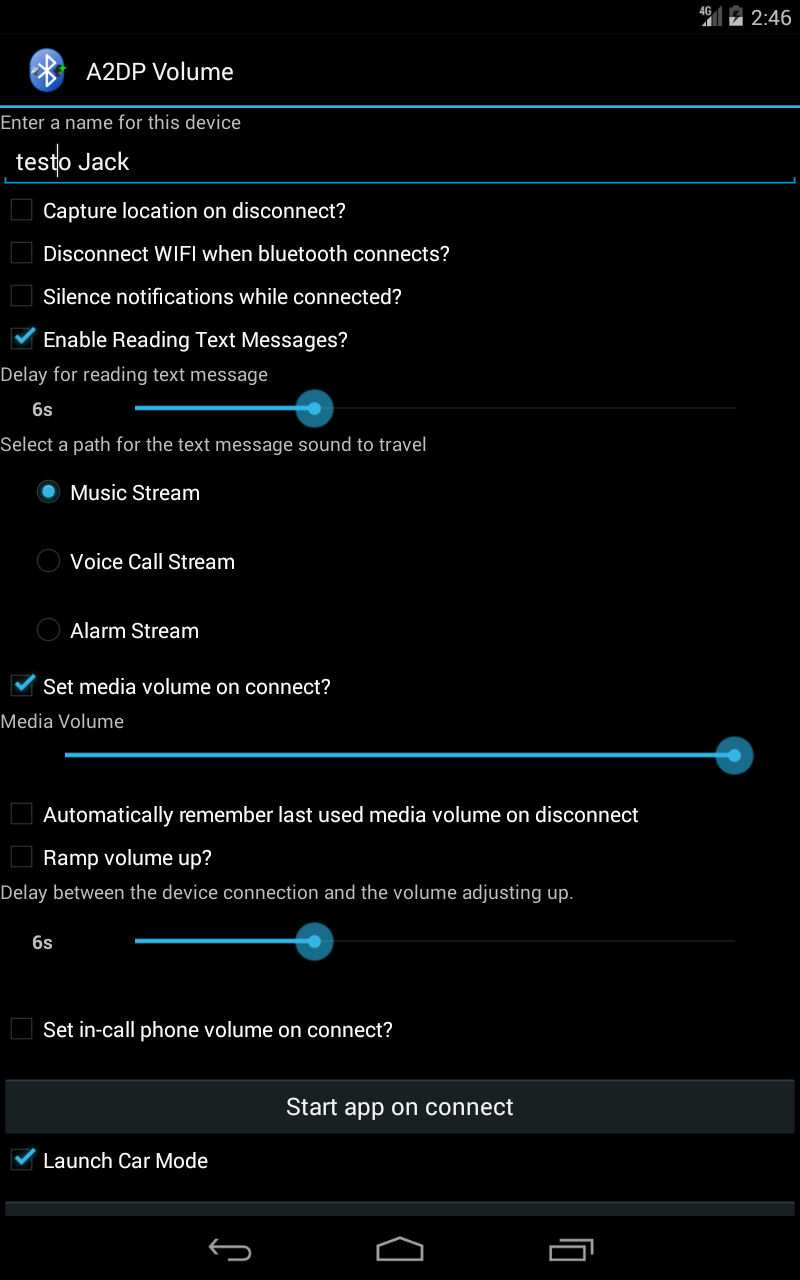 4G 2:46
A2DP Volume
Enter a name for this device
testo Jack
Capture location on disconnect?
Disconnect WIFI when bluetooth connects?
Silence notifications while connected?
Enable Reading Text Messages?
Delay for reading text message
6s
Select a path for the text message sound to travel
Music Stream
Voice Call Stream
Alarm Stream
Set media volume on connect?
Media Volume
Automatically remember last used media volume on disconnect
Ramp volume up?
Delay between the device connection and the volume adjusting up.
6s
Set in-call phone volume on connect?
Start app on connect
Launch Car Mode